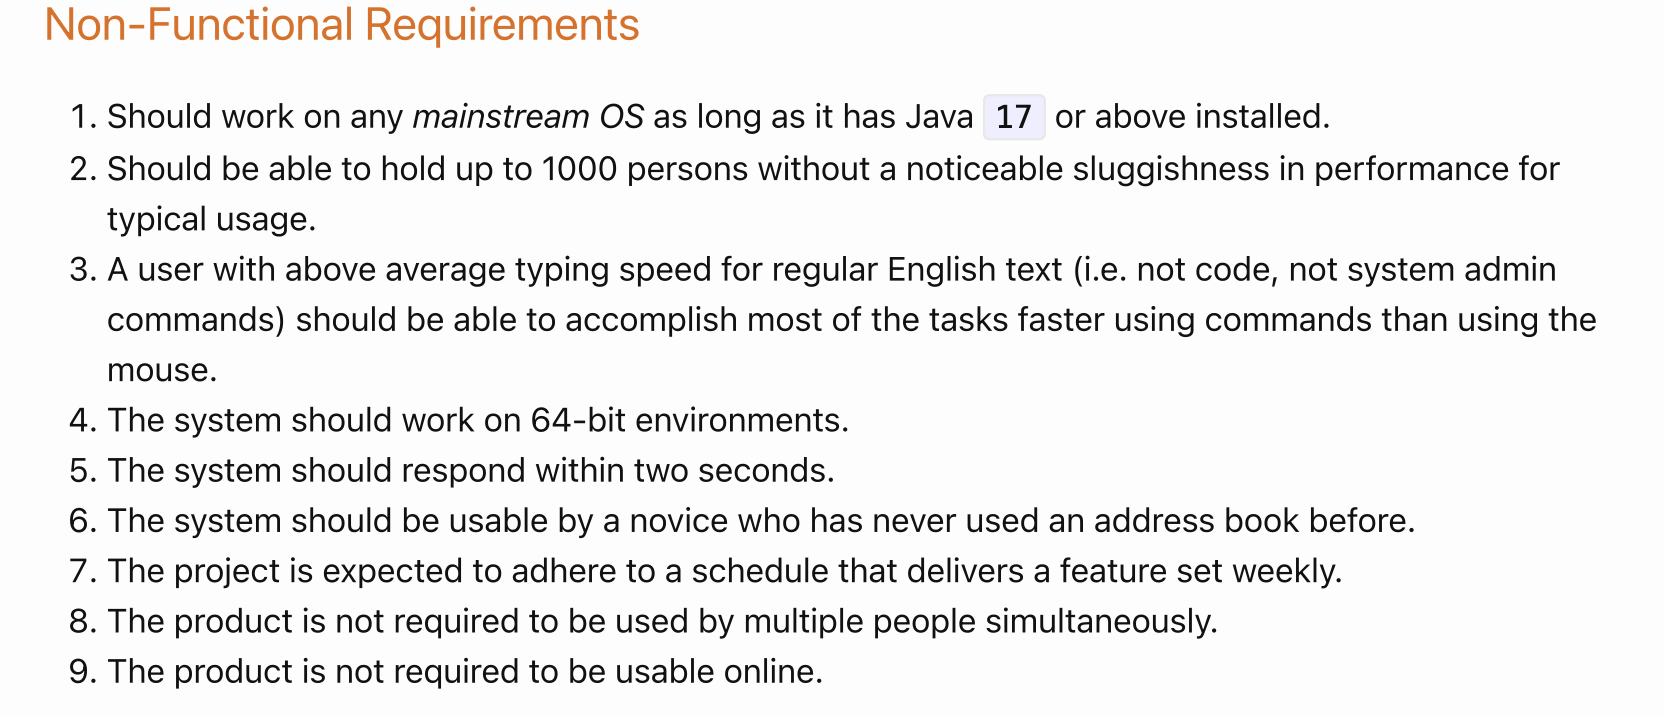 Non-Functional Requirements
1. Should work on any mainstream OS as long as it has Java 17 or above installed.
2. Should be able to hold up to 1000 persons without a noticeable sluggishness in performance for
typical usage.
3. A user with above average typing speed for regular English text (i.e. not code, not system admin
commands) should be able to accomplish most of the tasks faster using commands than using the
mouse.
4. The system should work on 64-bit environments.
5. The system should respond within two seconds.
6. The system should be usable by a novice who has never used an address book before.
7. The project is expected to adhere to a schedule that delivers a feature set weekly.
8. The product is not required to be used by multiple people simultaneously.
9. The product is not required to be usable online.